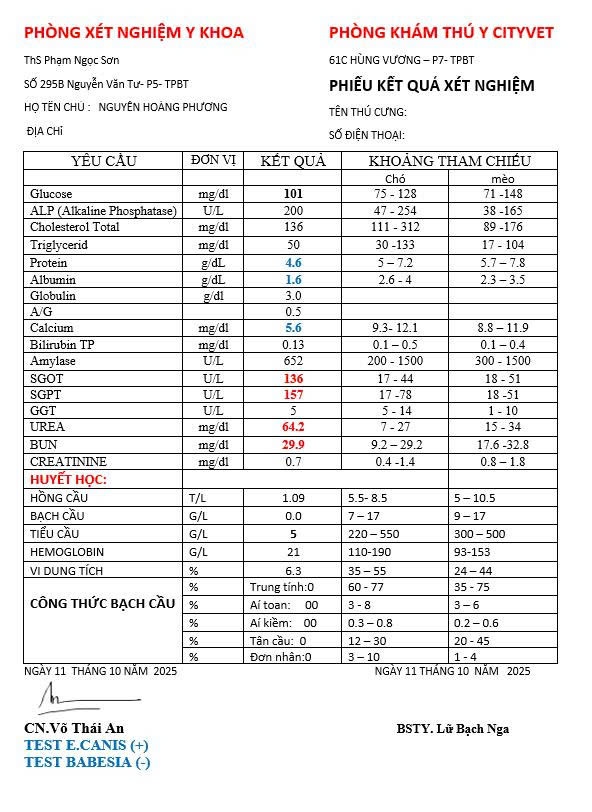 PHÒNG XÉT NGHIỆM Y KHOA
PHÒNG KHÁM THÚ Y CITYVET
ThS Phạm Ngọc Sơn
61C HÙNG VƯƠNG – P7- TPBT
SỐ 295B Nguyễn Văn Tư- P5- TPBT
PHIẾU KẾT QUẢ XÉT NGHIỆM
HỌ TÊN CHỦ : NGUYỄN HOÀNG PHƯƠNG
TÊN THÚ CƯNG:
ĐỊA CHỈ
SỐ ĐIỆN THOẠI:
YÊU CẦU ĐƠN VỊ KẾT QUẢ KHOẢNG THAM CHIẾU
Chó mèo
Glucose mg/dl 101 75 - 128 71 -148
ALP (Alkaline Phosphatase) U/L 200 47 - 254 38 -165
Cholesterol Total mg/dl 136 111 - 312 89 -176
Triglycerid mg/dl 50 30 -133 17 - 104
Protein g/dL 4.6 5 – 7.2 5.7 – 7.8
Albumin g/dL 1.6 2.6 - 4 2.3 – 3.5
Globulin g/dl 3.0
A/G 0.5
Calcium mg/dl 5.6 9.3- 12.1 8.8 – 11.9
Bilirubin TP mg/dl 0.13 0.1 – 0.5 0.1 – 0.4
Amylase U/L 652 200 - 1500 300 - 1500
SGOT U/L 136 17 - 44 18 - 51
SGPT U/L 157 17 -78 18 -51
GGT U/L 5 5 - 14 1 - 10
UREA mg/dl 64.2 7 - 27 15 - 34
BUN mg/dl 29.9 9.2 – 29.2 17.6 -32.8
CREATININE mg/dl 0.7 0.4 -1.4 0.8 – 1.8
HUYẾT HỌC:
HỒNG CẦU T/L 1.09 5.5- 8.5 5 – 10.5
BẠCH CẦU G/L 0.0 7 – 17 9 – 17
TIỂU CẦU G/L 5 220 – 550 300 – 500
HEMOGLOBIN G/L 21 110-190 93-153
VI DUNG TÍCH % 6.3 35 – 55 24 – 44
CÔNG THỨC BẠCH CẦU % Trung tính:0 60 - 77 35 - 75
% Aí toan: 00 3 - 8 3 – 6
% Aí kiềm: 00 0.3 – 0.8 0.2 – 0.6
% Tân cầu: 0 12 – 30 20 - 45
% Đơn nhân:0 3 – 10 1 - 4
NGÀY 11 THÁNG 10 NĂM 2025
NGÀY 11 THÁNG 10 NĂM 2025
CN.Võ Thái An
BSTY. Lữ Bạch Nga
TEST E.CANIS (+)
TEST BABESIA (-)